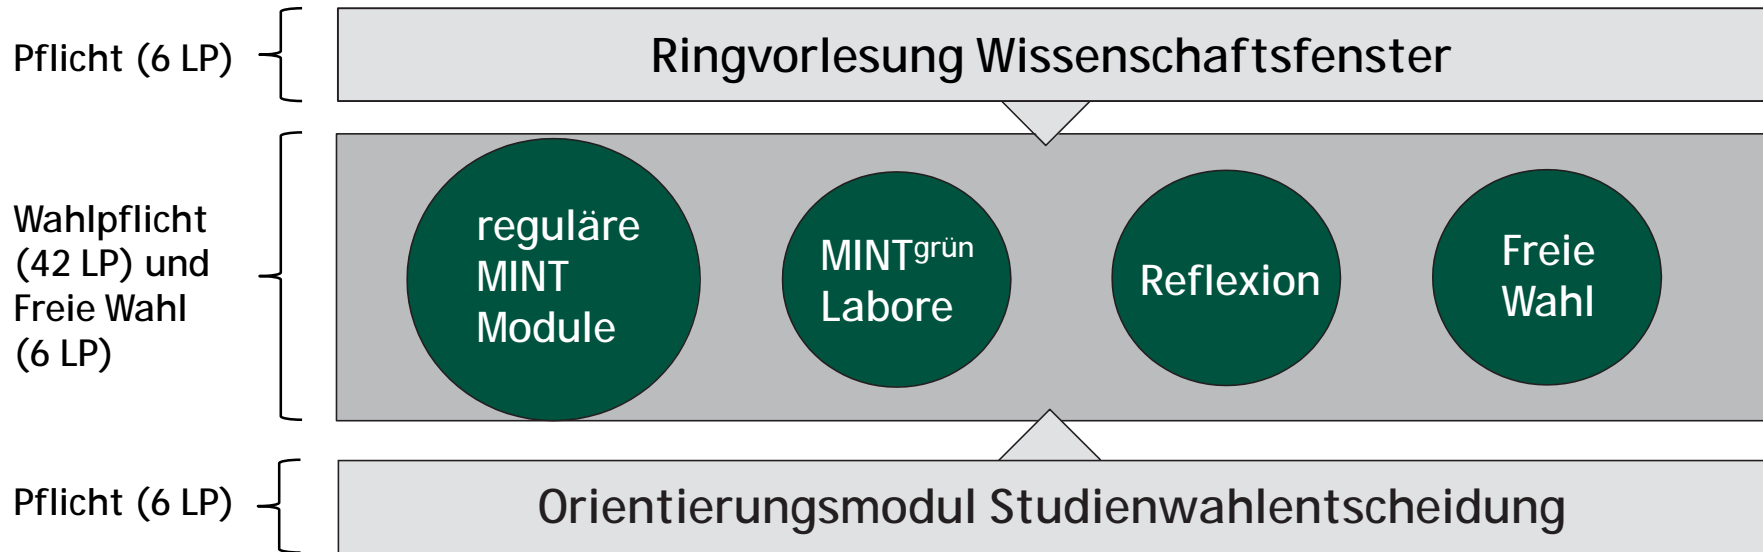 Pflicht (6 LP)
Ringvorlesung Wissenschaftsfenster
Wahlpflicht
(42 LP) und
Freie Wahl
(6 LP)
reguläre
MINT
Module
MINTgrün
Labore
Reflexion
Freie
Wahl
Pflicht (6 LP)
Orientierungsmodul Studienwahlentscheidung